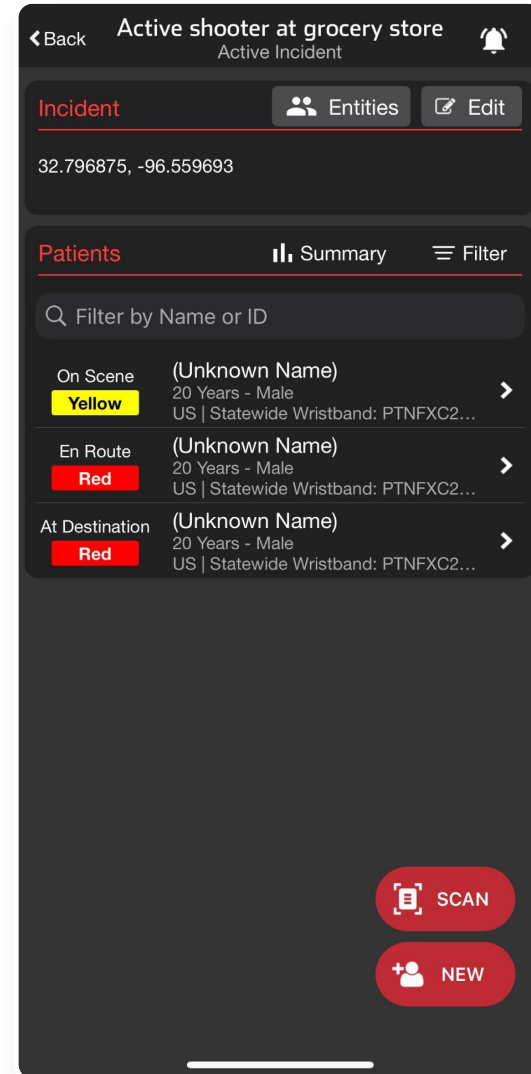 Back
Active shooter at grocery store
Active Incident
Incident
Entities
Edit
32.796875, -96.559693
Patients
Summary
Filter
Filter by Name or ID
On Scene
Yellow
(Unknown Name)
20 Years - Male
US | Statewide Wristband: PTNFXC2...
En Route
Red
(Unknown Name)
20 Years - Male
US | Statewide Wristband: PTNFXC2...
At Destination
Red
(Unknown Name)
20 Years - Male
US | Statewide Wristband: PTNFXC2...
SCAN
NEW